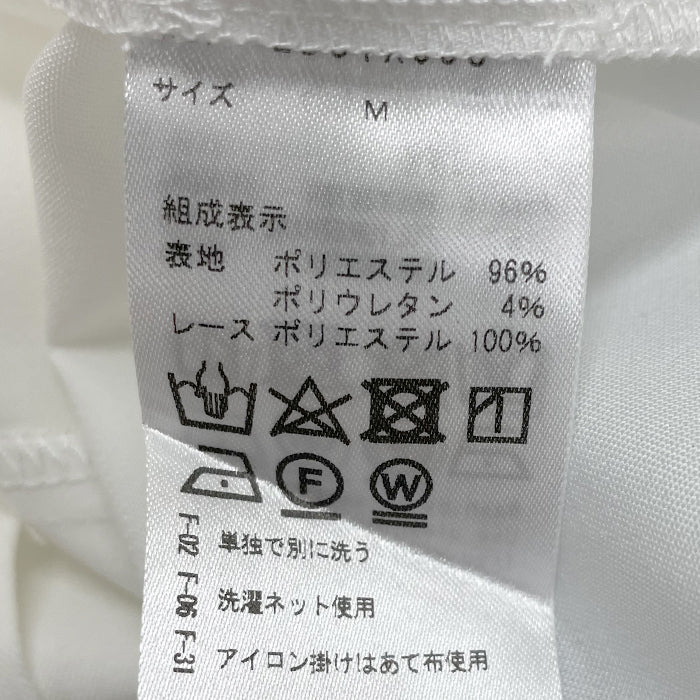 サイズ M
組成表示
表地 ポリエステル 96%
ポリウレタン 4%
レース ポリエステル 100%
F W
F-02 単独で別に洗う
F-06 洗濯ネット使用
F-31 アイロン掛けはあて布使用